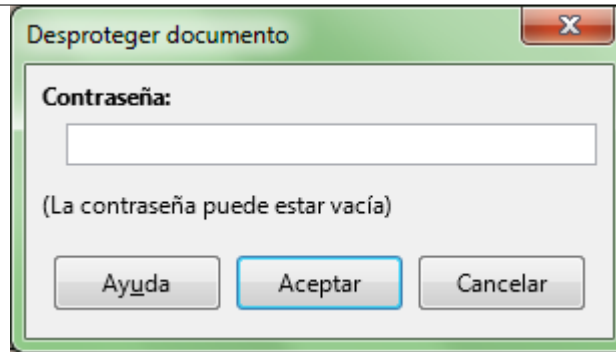 Desproteger documento
Contraseña:
(La contraseña puede estar vacía)
Ayuda Aceptar Cancelar